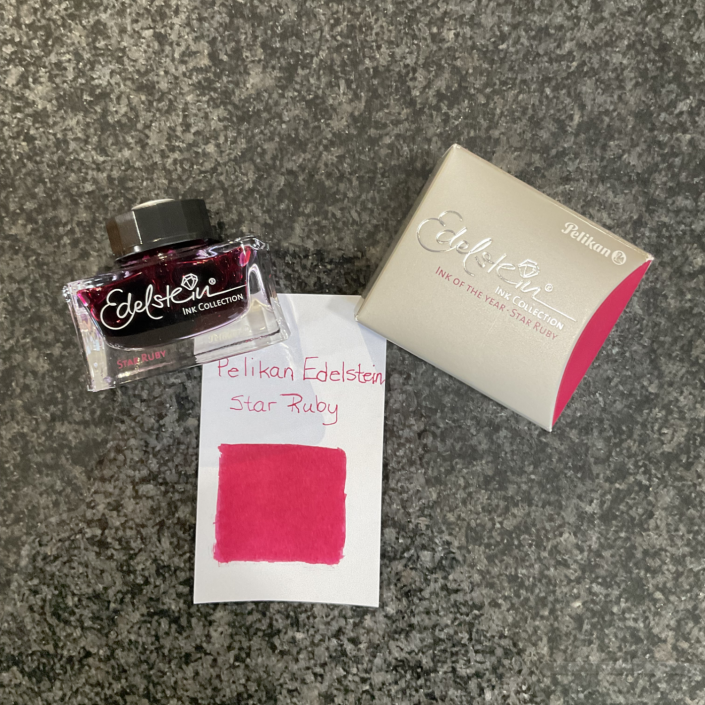 Edelstein®
INK COLLECTION
STAR RUBY
Pelikan
Edelstein®
INK COLLECTION
INK OF THE YEAR · STAR RUBY
Pelikan Edelstein
Star Ruby